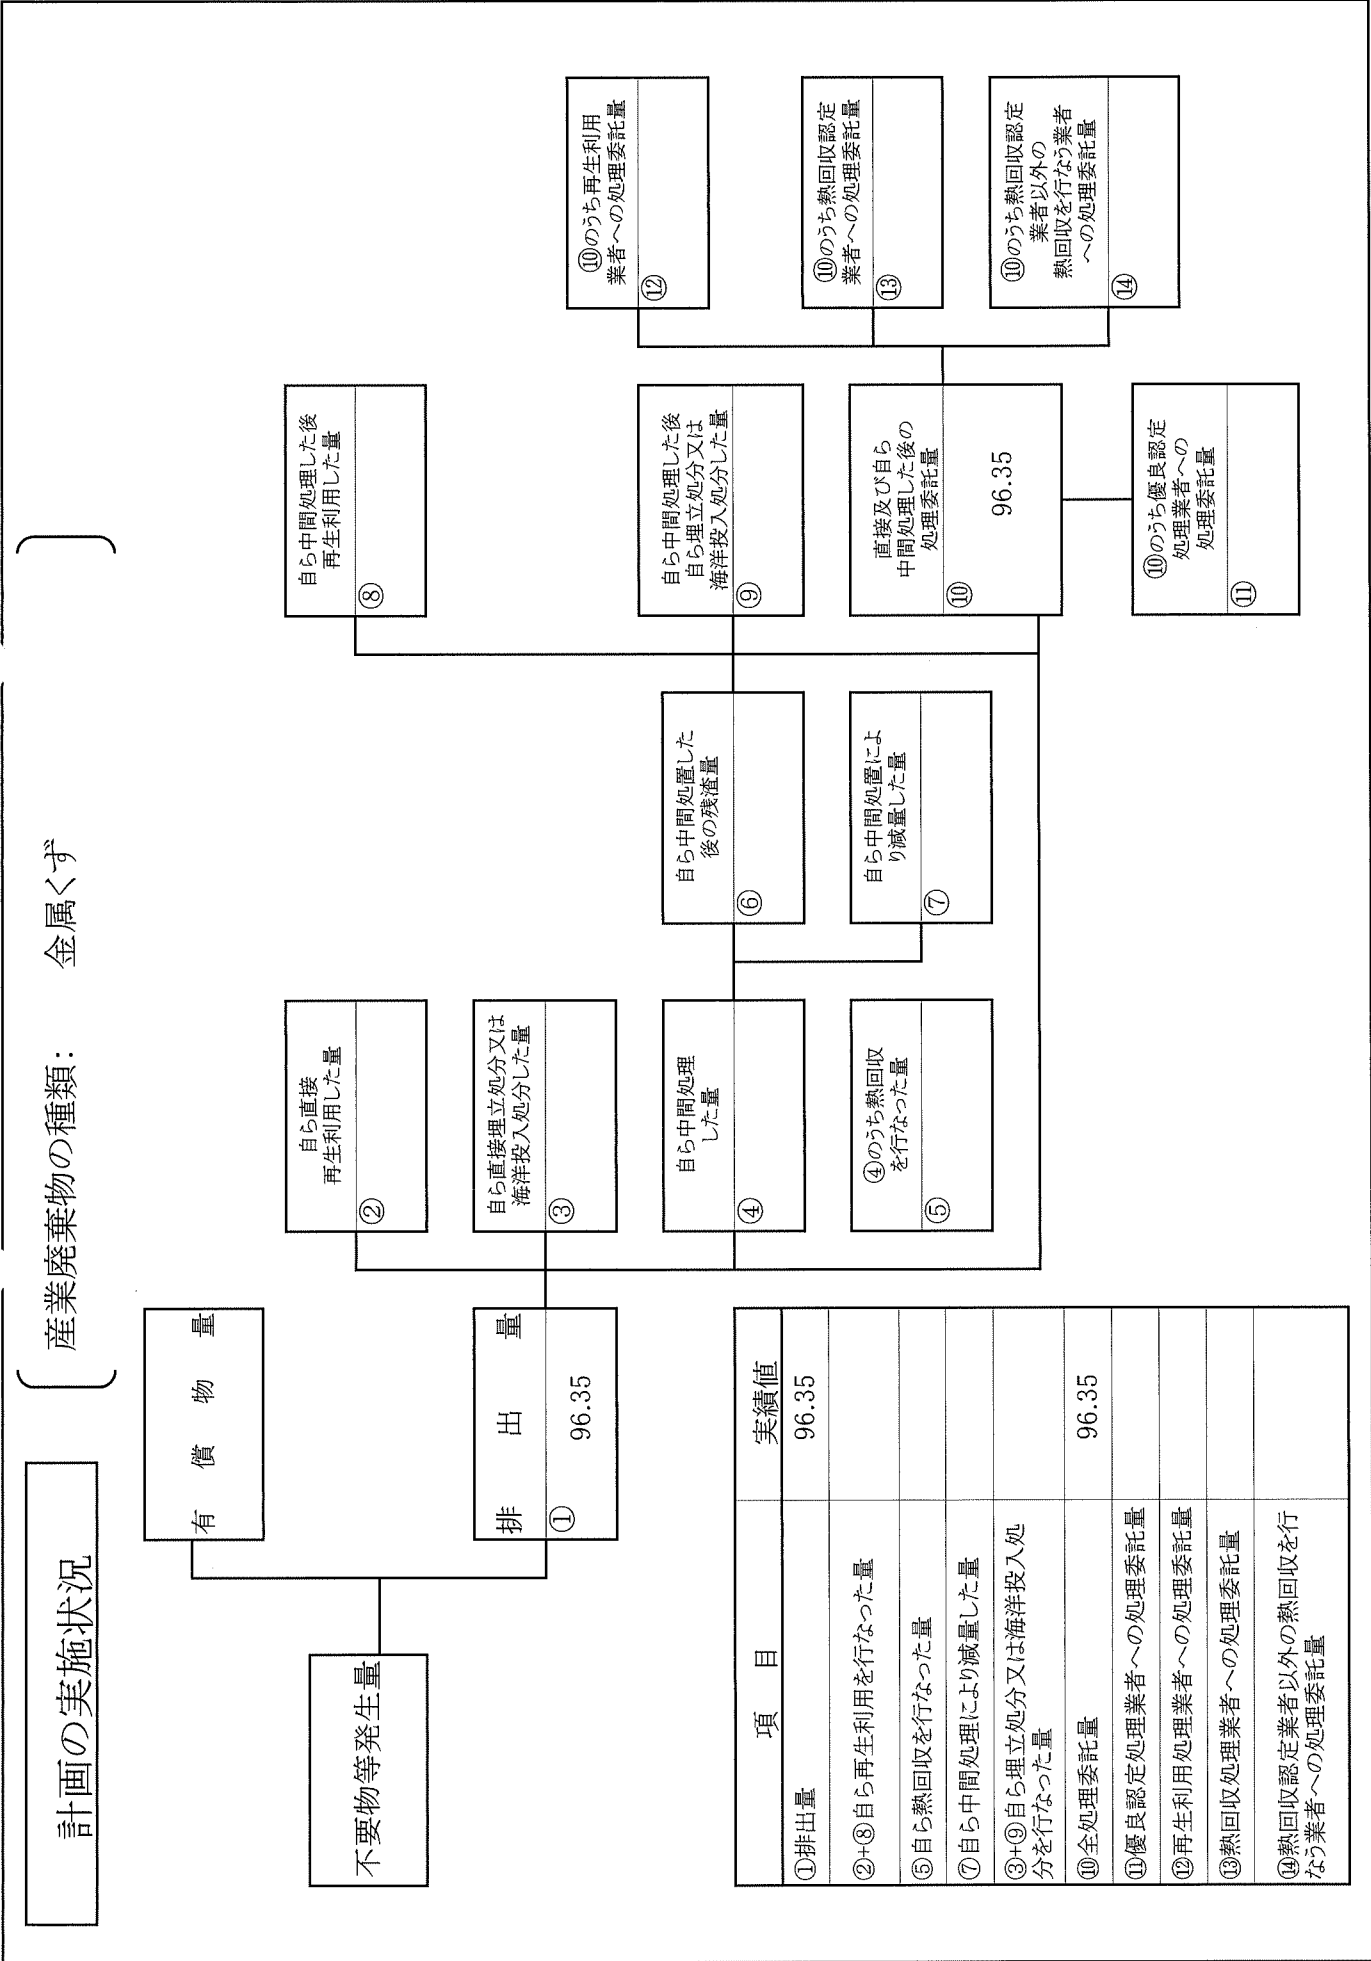 計画の実施状況
産業廃棄物の種類： 金属くず
不要物等発生量
有償物量
排出量
①
96.35
自ら直接
再生利用した量
②
自ら直接埋立処分又は
海洋投入処分した量
③
自ら中間処理
した量
④
④のうち熱回収
を行なった量
⑤
自ら中間処置した
後の残渣量
⑥
自ら中間処置によ
り減量した量
⑦
自ら中間処理した後
再生利用した量
⑧
自ら中間処理した後
自ら埋立処分又は
海洋投入処分した量
⑨
直接及び自ら
中間処理した後の
処理委託量
⑩
96.35
⑩のうち優良認定
処理業者への
処理委託量
⑪
⑩のうち再生利用
業者への処理委託量
⑫
⑩のうち熱回収認定
業者への処理委託量
⑬
⑩のうち熱回収認定
業者以外の
熱回収を行なう業者
への処理委託量
⑭
項目 実績値
①排出量 96.35
②+⑧自ら再生利用を行なった量
⑤自ら熱回収を行なった量
⑦自ら中間処理により減量した量
③+⑨自ら埋立処分又は海洋投入処
分を行なった量
⑩全処理委託量 96.35
⑪優良認定処理業者への処理委託量
⑫再生利用処理業者への処理委託量
⑬熱回収処理業者への処理委託量
⑭熱回収認定業者以外の熱回収を行
なう業者への処理委託量